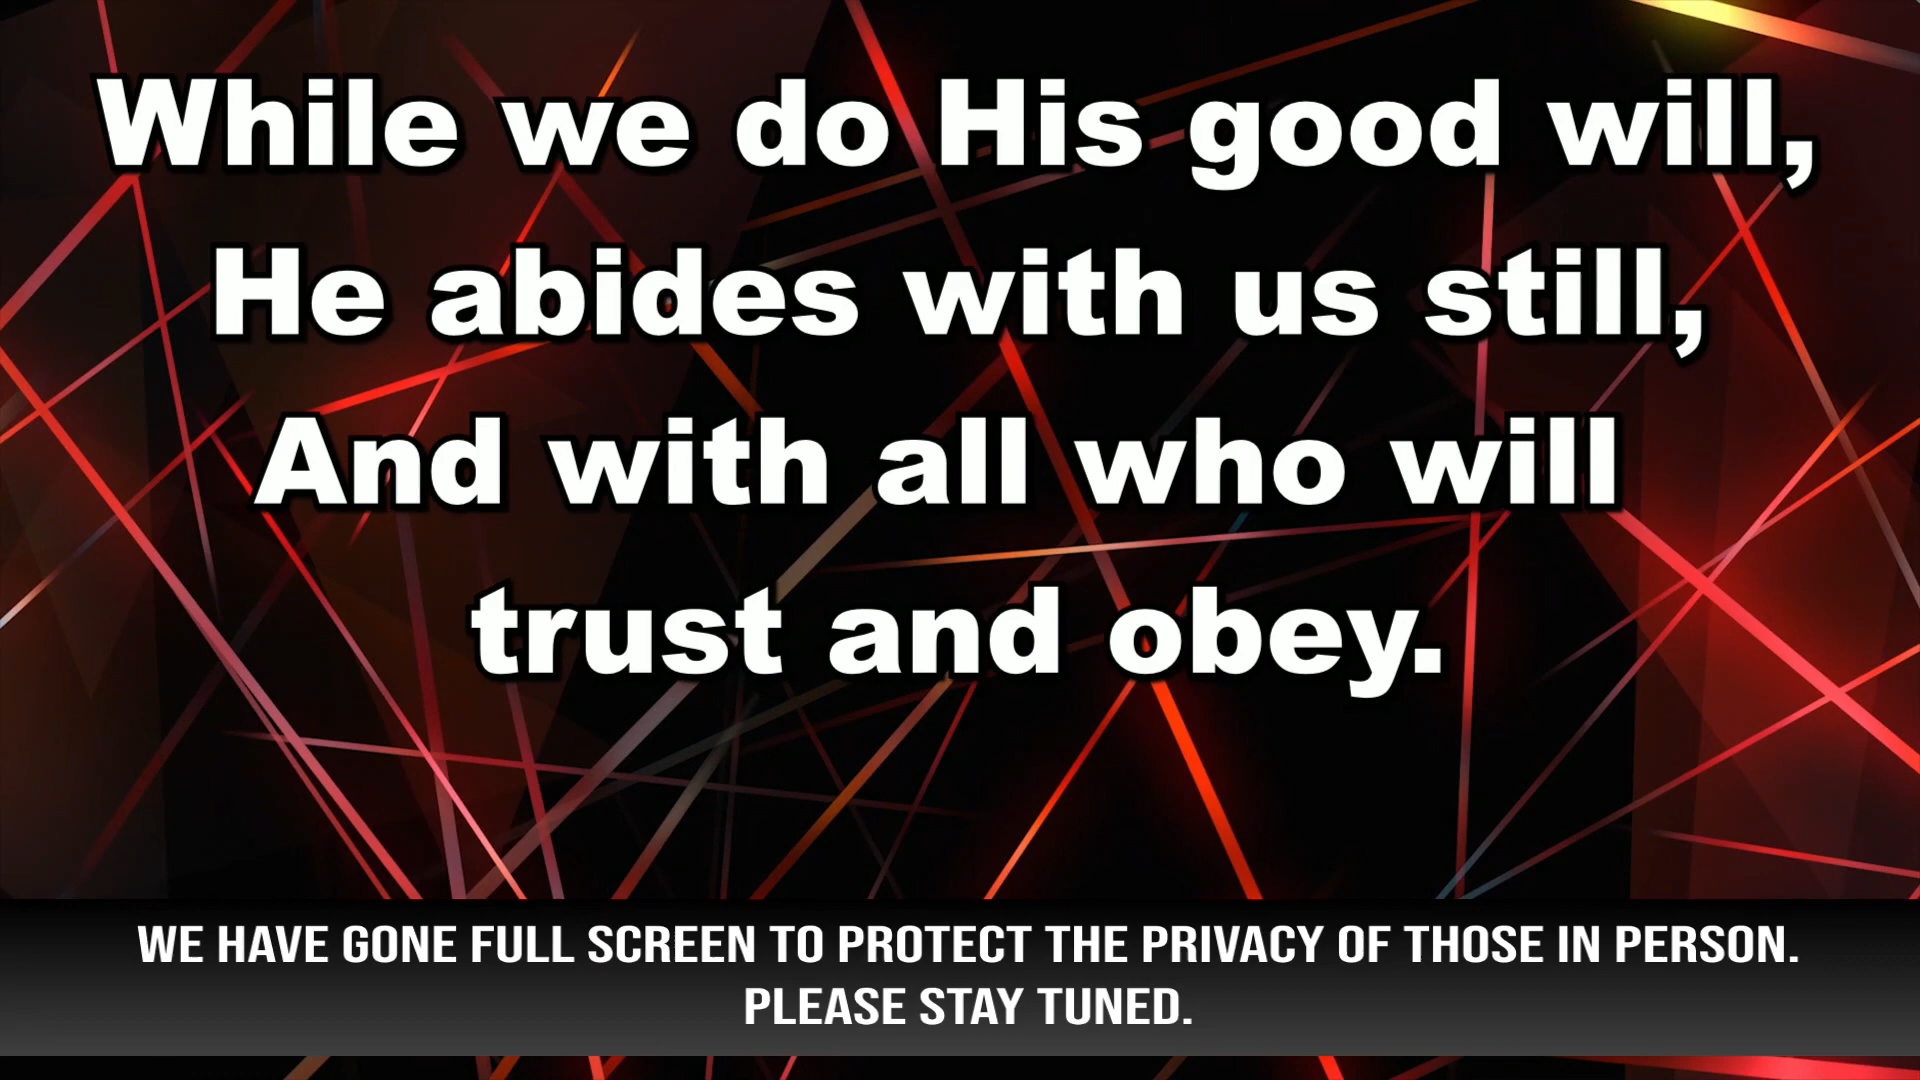 While we do His good will,
He abides with us still,
And with all who will
trust and obey.
WE HAVE GONE FULL SCREEN TO PROTECT THE PRIVACY OF THOSE IN PERSON.
PLEASE STAY TUNED.